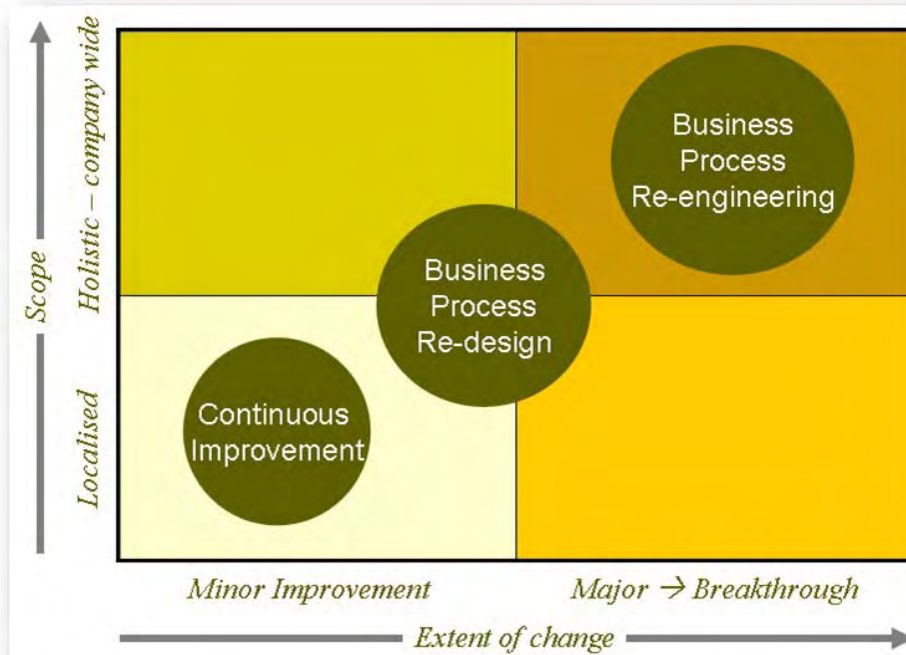 Scope
Holistic – company wide
Localised
Business
Process
Re-engineering
Business
Process
Re-design
Continuous
Improvement
Minor Improvement
Major → Breakthrough
Extent of change